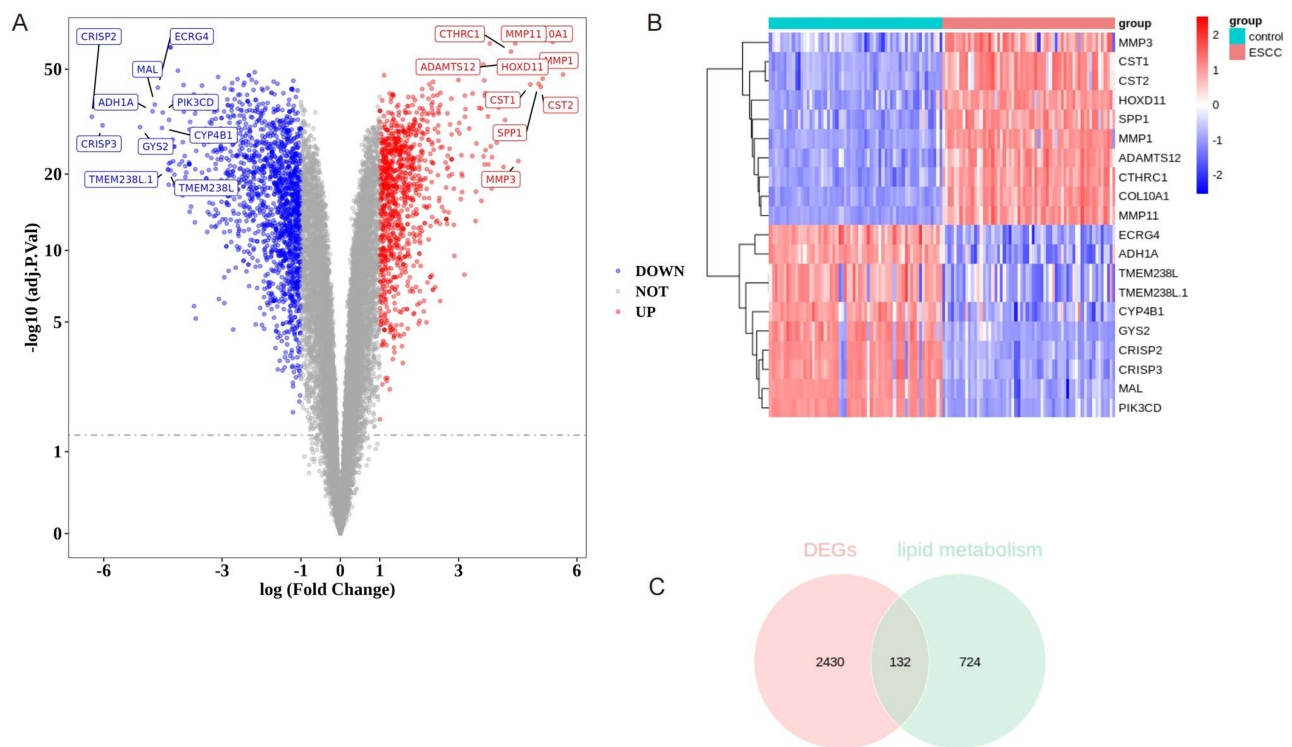 A
CRISP2
ECRG4
MAL
ADH1A
PIK3CD
CYP4B1
GYS2
CRISP3
TMEM238L.1
TMEM238L
CTHRC1
MMP11
.0A1
ADAMTS12
HOXD11
MMP1
CST1
CST2
SPP1
MMP3
-log10 (adj.P.Val)
50
20
10
5
1
0
-6
-3
-1
0
1
3
6
log (Fold Change)
DOWN
NOT
UP
B
group
MMP3
CST1
CST2
HOXD11
SPP1
MMP1
ADAMTS12
CTHRC1
COL10A1
MMP11
ECRG4
ADH1A
TMEM238L
TMEM238L.1
CYP4B1
GYS2
CRISP2
CRISP3
MAL
PIK3CD
2
1
0
-1
-2
group
control
ESCC
C
DEGs
lipid metabolism
2430
132
724